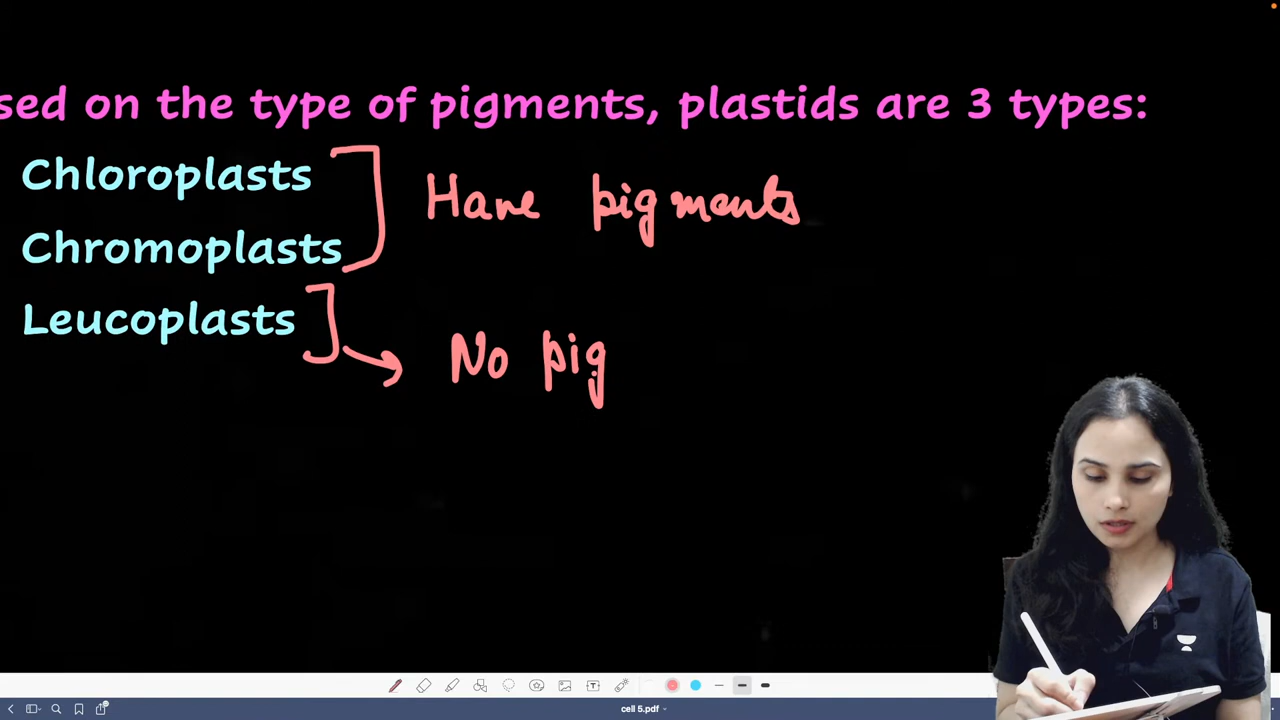 sed on the type of pigments, plastids are 3 types:
Chloroplasts
Have pigments
Chromoplasts
Leucoplasts
No pig
cell 5.pdf